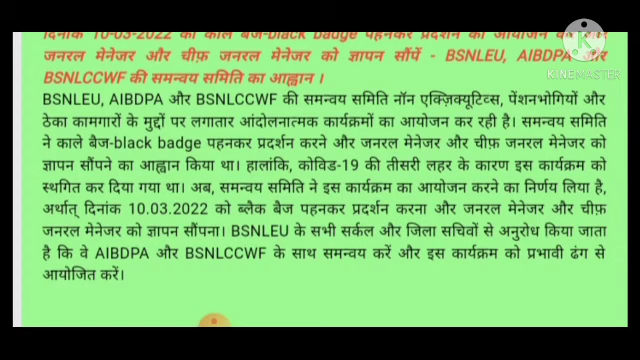 दिनांक 10-03-2022 को काले बैज-black badge पहनकर प्रदर्शन का आयोजन करें और
जनरल मेनेजर और चीफ़ जनरल मेनेजर को ज्ञापन सौंपें - BSNLEU, AIBDPA और
BSNLCCWF की समन्वय समिति का आह्वान ।
BSNLEU, AIBDPA और BSNLCCWF की समन्वय समिति नॉन एक्ज़िक्यूटिव्स, पेंशनभोगियों और
ठेका कामगारों के मुद्दों पर लगातार आंदोलनात्मक कार्यक्रमों का आयोजन कर रही है। समन्वय समिति
ने काले बैज-black badge पहनकर प्रदर्शन करने और जनरल मेनेजर और चीफ़ जनरल मेनेजर को
ज्ञापन सौंपने का आह्वान किया था। हालांकि, कोविड-19 की तीसरी लहर के कारण इस कार्यक्रम को
स्थगित कर दिया गया था। अब, समन्वय समिति ने इस कार्यक्रम का आयोजन करने का निर्णय लिया है,
अर्थात् दिनांक 10.03.2022 को ब्लैक बैज पहनकर प्रदर्शन करना और जनरल मेनेजर और चीफ़
जनरल मेनेजर को ज्ञापन सौंपना। BSNLEU के सभी सर्कल और जिला सचिवों से अनुरोध किया जाता
है कि वे AIBDPA और BSNLCCWF के साथ समन्वय करें और इस कार्यक्रम को प्रभावी ढंग से
आयोजित करें।
KINEMASTER